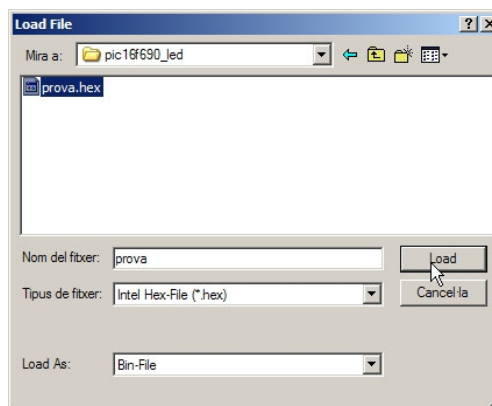 Load File
Mira a: pic16f690_led
prova.hex
Nom del fitxer: prova Load
Tipus de fitxer: Intel Hex-File (*.hex) Cancel·la
Load As: Bin-File